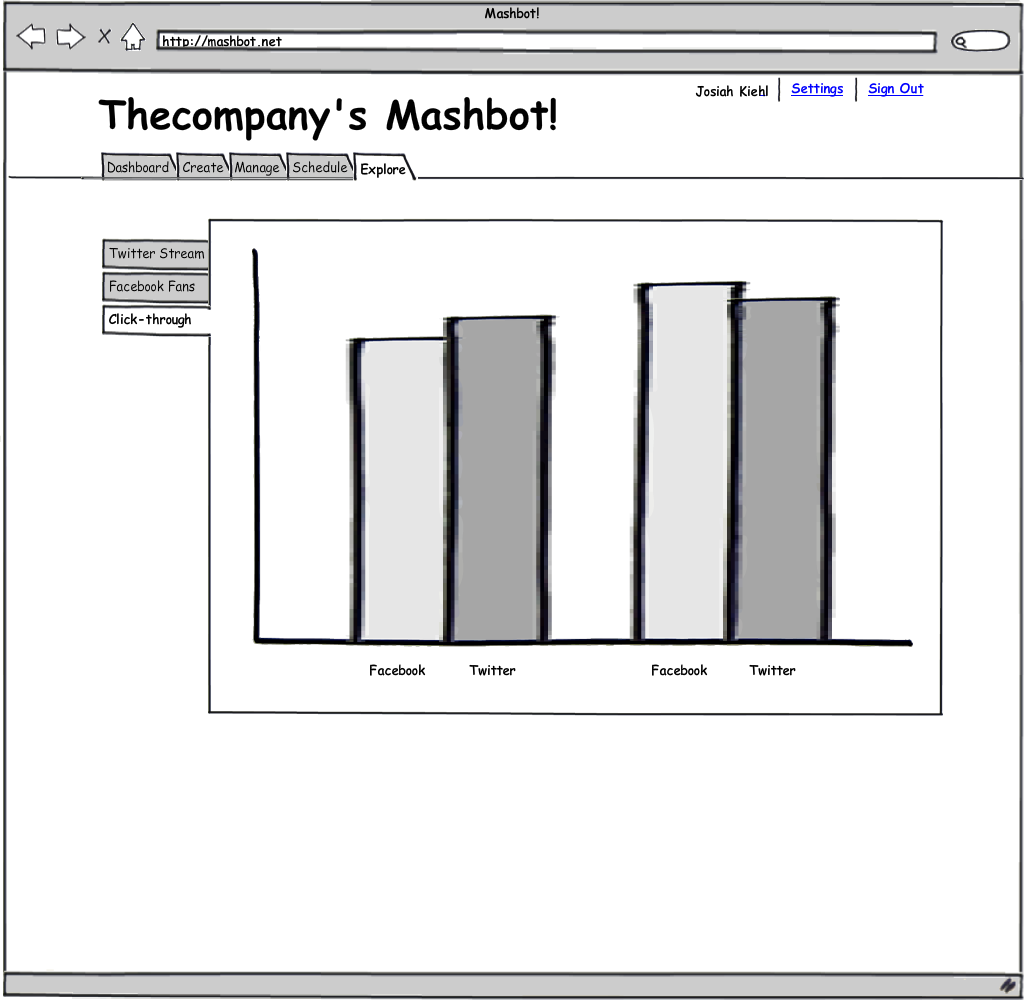 Mashbot!
http://mashbot.net
Josiah Kiehl Settings Sign Out
Thecompany's Mashbot!
Dashboard Create Manage Schedule Explore
Twitter Stream
Facebook Fans
Click-through
Facebook Twitter Facebook Twitter